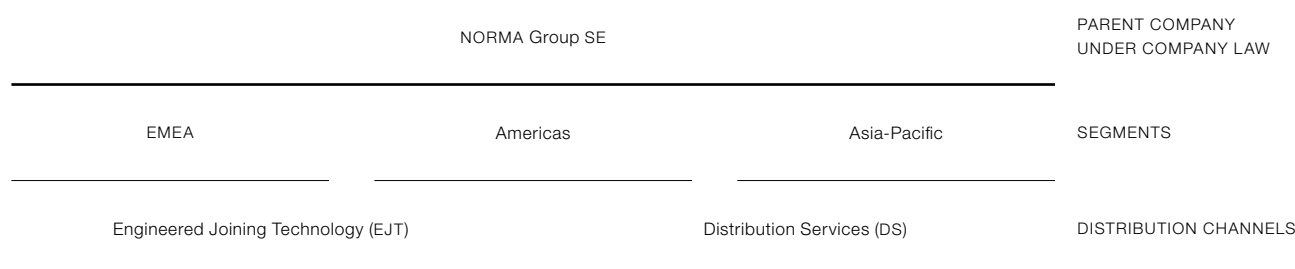 NORMA Group SE
PARENT COMPANY
UNDER COMPANY LAW
EMEA
Americas
Asia-Pacific
SEGMENTS
Engineered Joining Technology (EJT)
Distribution Services (DS)
DISTRIBUTION CHANNELS